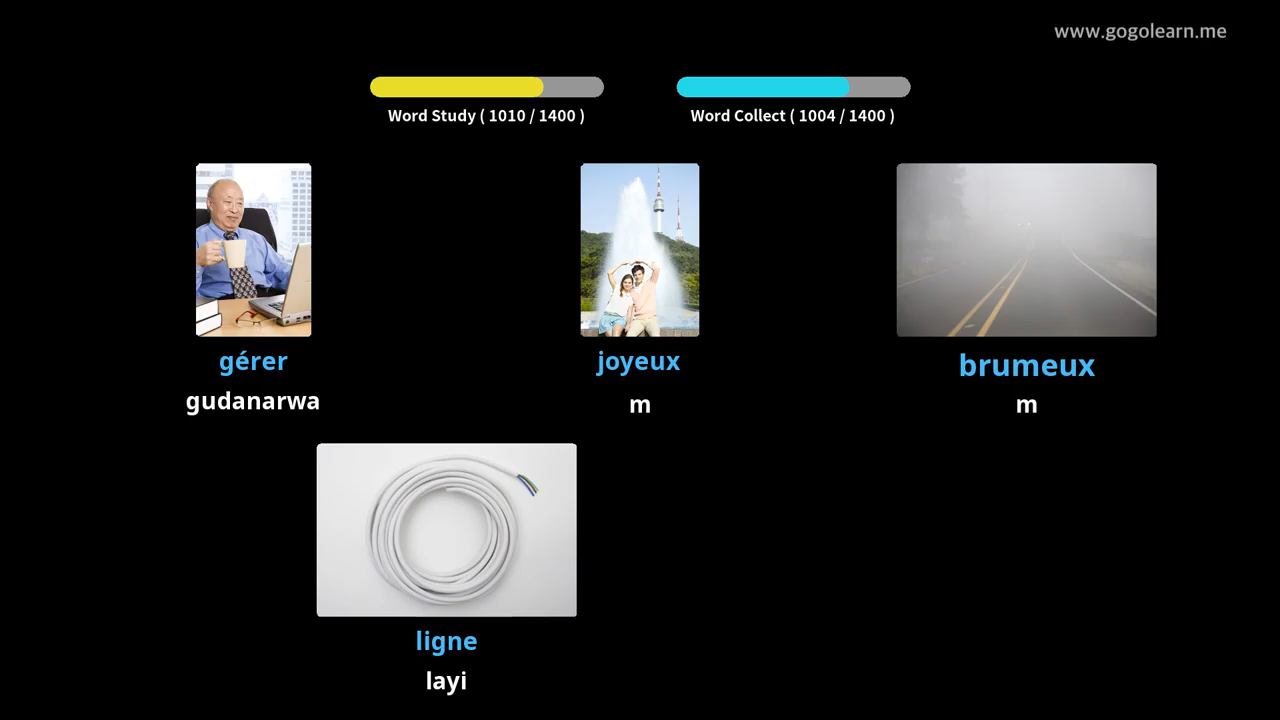 www.gogolearn.me
Word Study ( 1010 / 1400 )
Word Collect ( 1004 / 1400 )
gérer
gudanarwa
joyeux
m
brumeux
m
ligne
layi